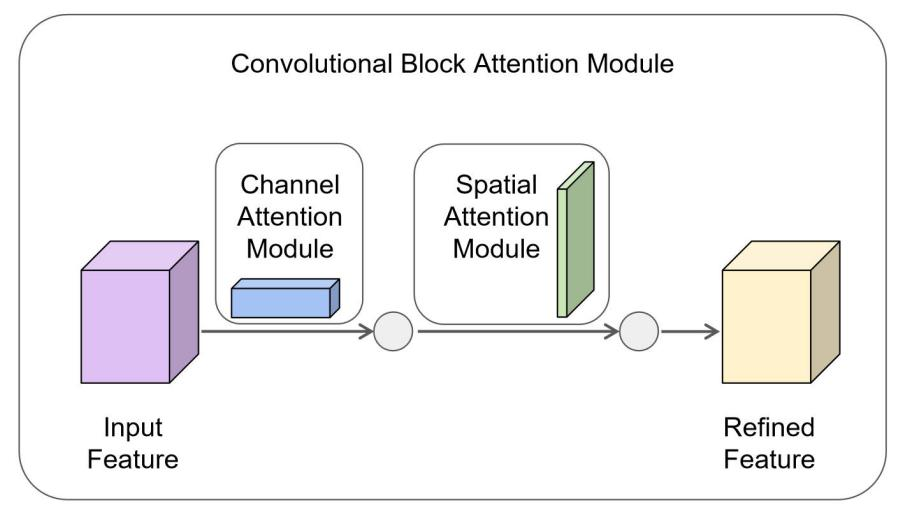 Convolutional Block Attention Module
Channel
Attention
Module
Spatial
Attention
Module
Input
Feature
Refined
Feature